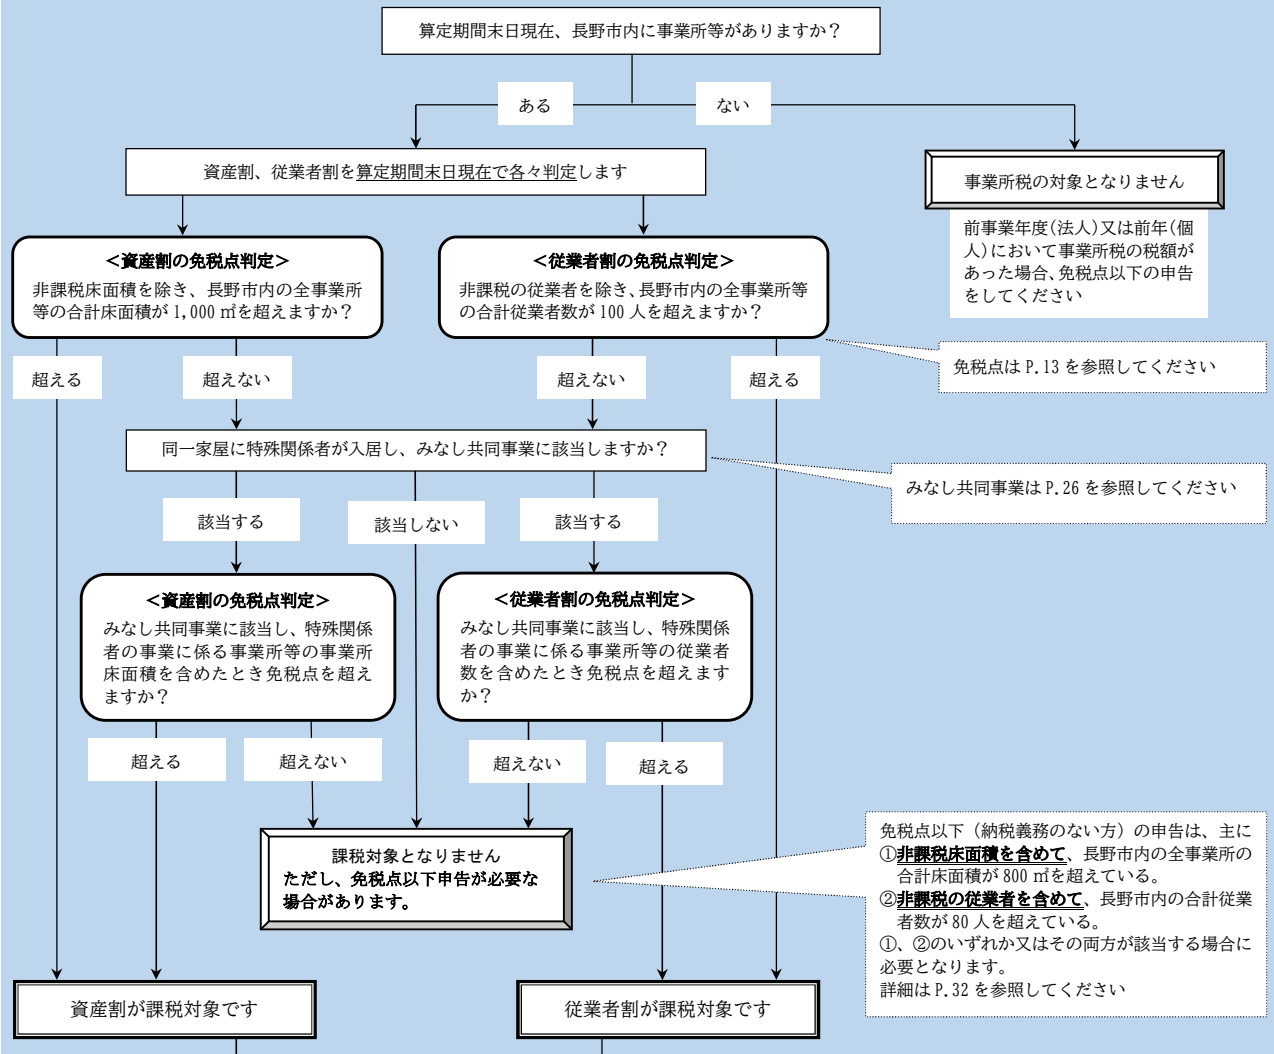 算定期間末日現在、長野市内に事業所等がありますか？
ある
ない
資産割、従業者割を算定期間末日現在で各々判定します
事業所税の対象となりません
前事業年度(法人)又は前年(個
人)において事業所税の税額が
あった場合、免税点以下の申告
をしてください
＜資産割の免税点判定＞
非課税床面積を除き、長野市内の全事業所
等の合計床面積が 1,000 ㎡を超えますか？
＜従業者割の免税点判定＞
非課税の従業者を除き、長野市内の全事業所等
の合計従業者数が 100 人を超えますか？
免税点は P.13 を参照してください
超える
超えない
超えない
超える
同一家屋に特殊関係者が入居し、みなし共同事業に該当しますか？
みなし共同事業は P.26 を参照してください
該当する
該当しない
該当する
＜資産割の免税点判定＞
みなし共同事業に該当し、特殊関係
者の事業に係る事業所等の事業所
床面積を含めたとき免税点を超え
ますか？
＜従業者割の免税点判定＞
みなし共同事業に該当し、特殊関係
者の事業に係る事業所等の従業者
数を含めたとき免税点を超えます
か？
超える
超えない
超えない
超える
課税対象となりません
ただし、免税点以下申告が必要な
場合があります。
免税点以下（納税義務のない方）の申告は、主に
①非課税床面積を含めて、長野市内の全事業所の
合計床面積が 800 ㎡を超えている。
②非課税の従業者を含めて、長野市内の合計従業
者数が 80 人を超えている。
①、②のいずれか又はその両方が該当する場合に
必要となります。
詳細は P.32 を参照してください
資産割が課税対象です
従業者割が課税対象です